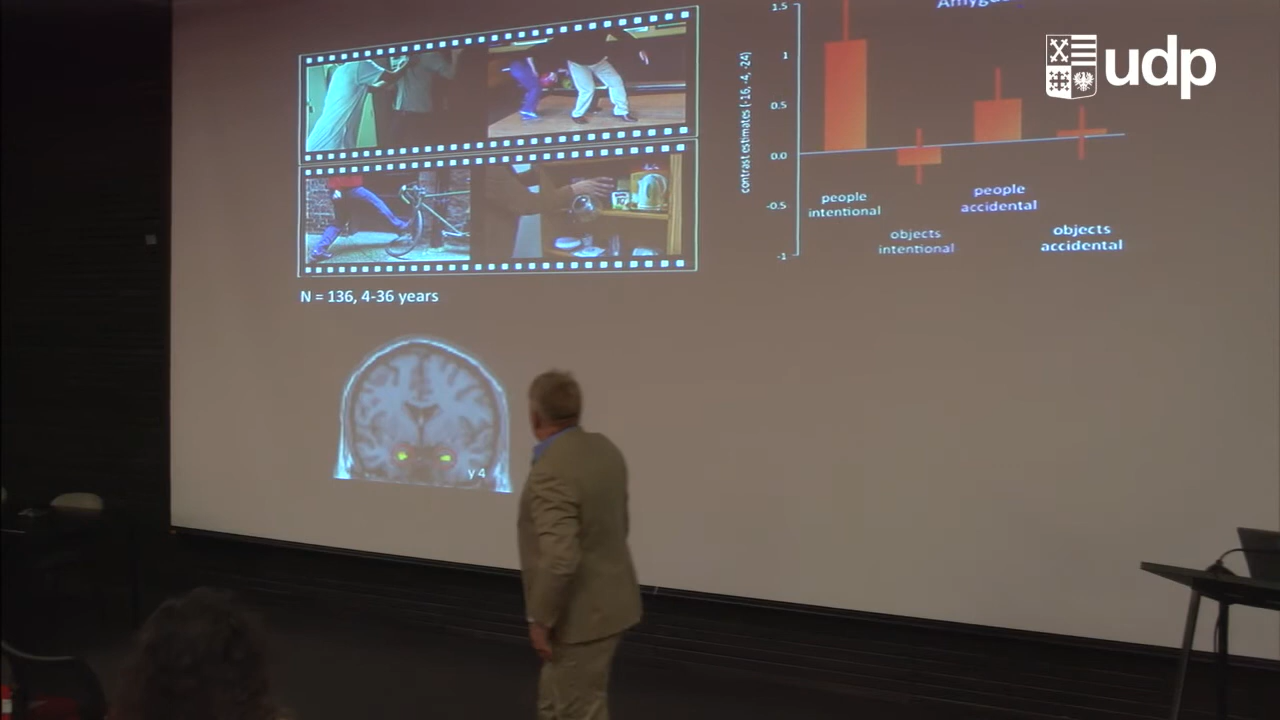 N = 136, 4-36 years
y 4
contrast estimates [-16, -4, -24]
1.5
1
0.5
0.0
-0.5
-1
people
intentional
objects
intentional
people
accidental
objects
accidental
udp